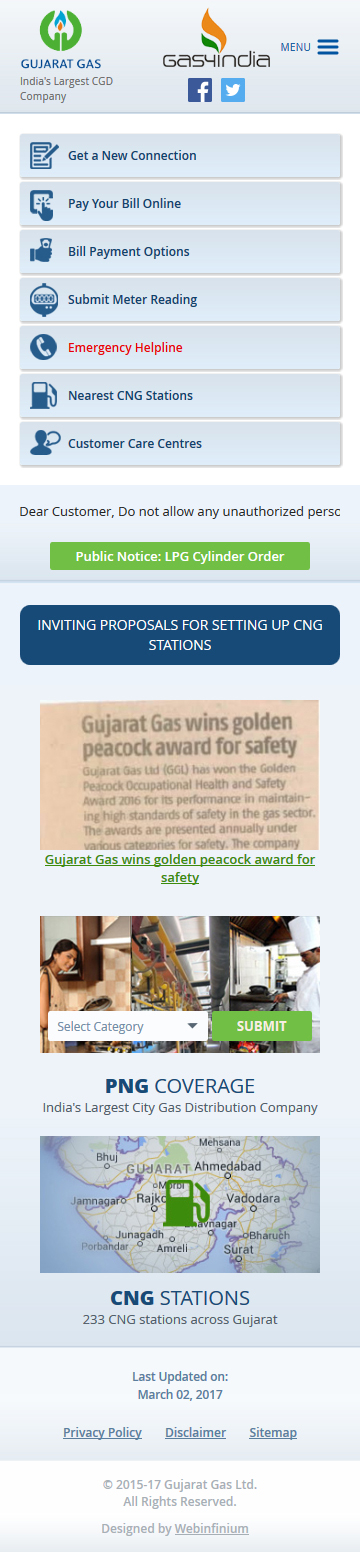 GUJARAT GAS
India's Largest CGD
Company
gas4india
MENU
Get a New Connection
Pay Your Bill Online
Bill Payment Options
Submit Meter Reading
Emergency Helpline
Nearest CNG Stations
Customer Care Centres
Dear Customer, Do not allow any unauthorized perso
Public Notice: LPG Cylinder Order
INVITING PROPOSALS FOR SETTING UP CNG
STATIONS
Gujarat Gas wins golden
peacock award for safety
Gujarat Gas Ltd (GGL) has won the Golden
Peacock Occupational Health and Safety
Award 2016 for its performance in maintain-
ing high standards of safety in the gas sector.
The awards are presented annually under
various categories for safety. The company
Gujarat Gas wins golden peacock award for
safety
Select Category
SUBMIT
PNG COVERAGE
India's Largest City Gas Distribution Company
Mehsana
Bhuj
GUJARAT
Ahmedabad
Morbi
Jamnagar
Rajko
Vadodara
Bhavnagar
Junagadh
Bharuch
Porbandar
Amreli
Surat
CNG STATIONS
233 CNG stations across Gujarat
Last Updated on:
March 02, 2017
Privacy Policy
Disclaimer
Sitemap
© 2015-17 Gujarat Gas Ltd.
All Rights Reserved.
Designed by Webinfinium